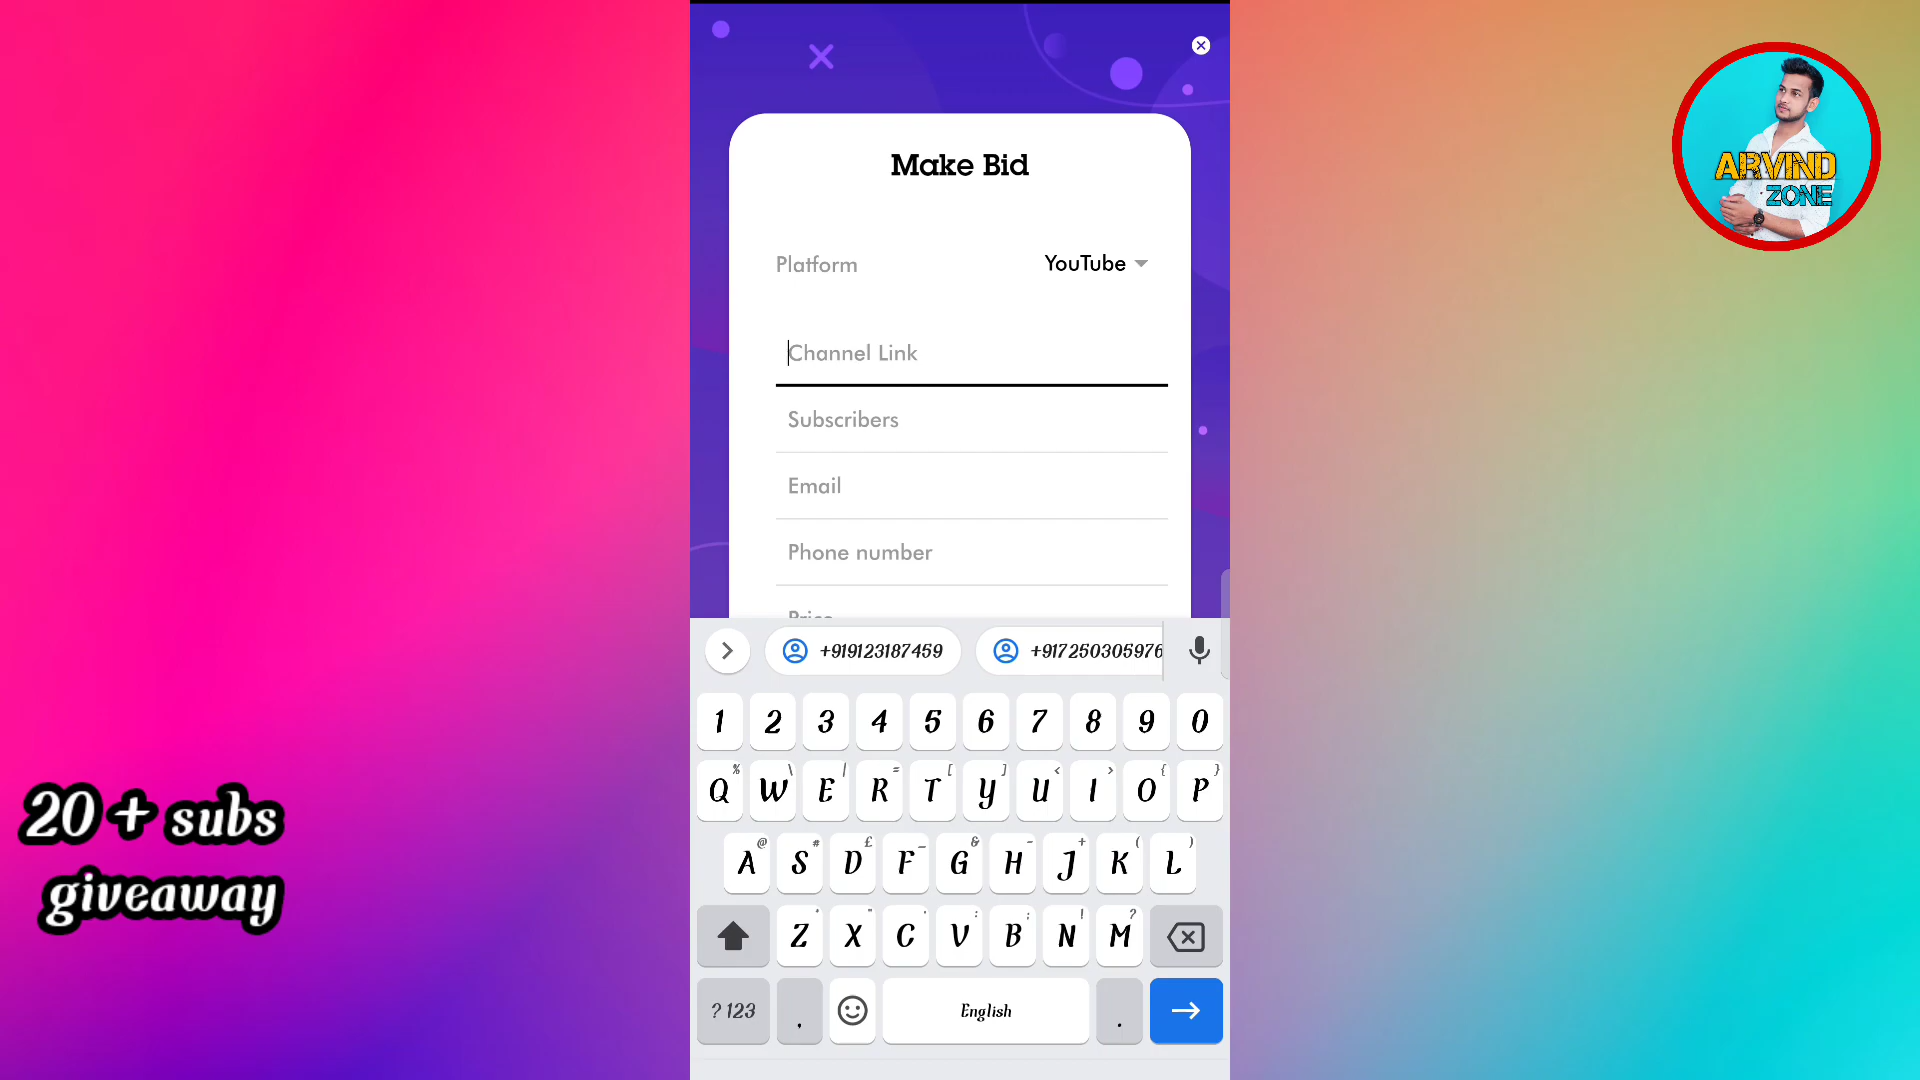 Make Bid
Platform
YouTube
Channel Link
Subscribers
Email
Phone number
+919123187459
+917250305976
1 2 3 4 5 6 7 8 9 0
% \ | = [ ] < > { }
Q W E R T Y U I O P
@ # £ _ & - + ( )
A S D F G H J K L
* " ' : ; ! ?
Z X C V B N M
?123
,
English
.
ARVIND
ZONE
20 + subs
giveaway